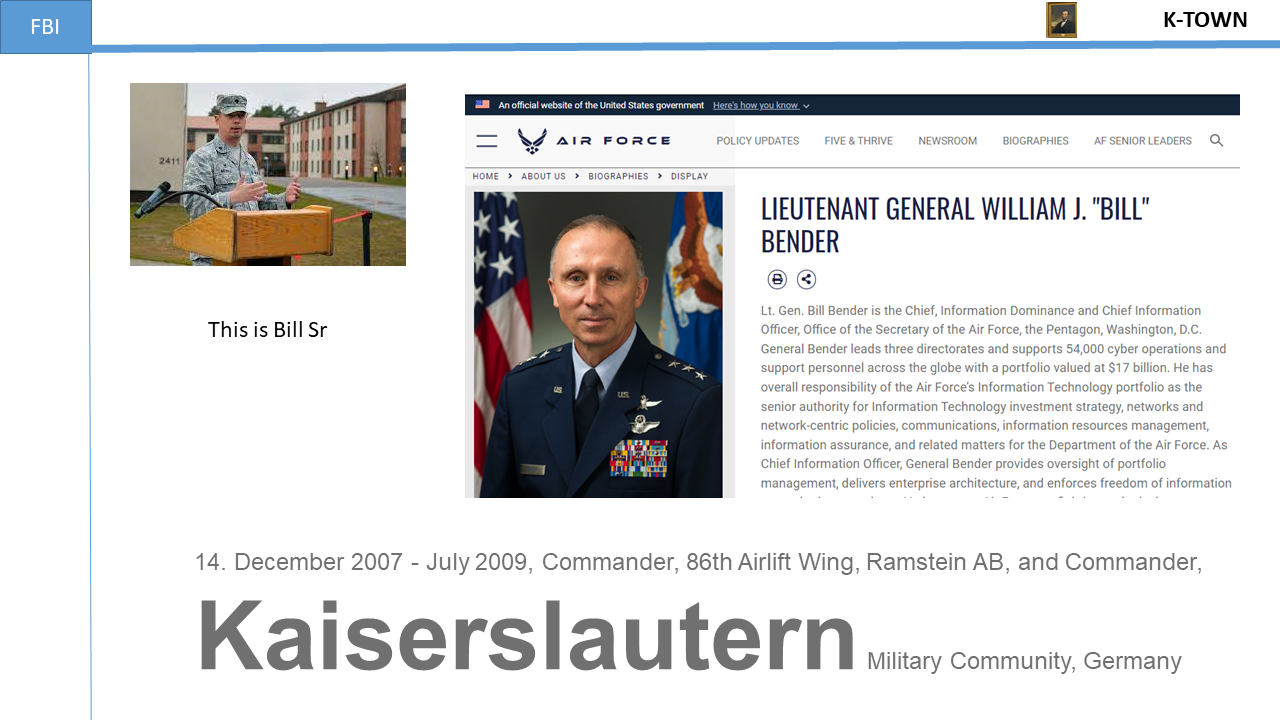 FBI
K-TOWN
2411
This is Bill Sr
An official website of the United States government Here's how you know
AIR FORCE
POLICY UPDATES FIVE & THRIVE NEWSROOM BIOGRAPHIES AF SENIOR LEADERS
HOME > ABOUT US > BIOGRAPHIES > DISPLAY
LIEUTENANT GENERAL WILLIAM J. "BILL"
BENDER
Lt. Gen. Bill Bender is the Chief, Information Dominance and Chief Information
Officer, Office of the Secretary of the Air Force, the Pentagon, Washington, D.C.
General Bender leads three directorates and supports 54,000 cyber operations and
support personnel across the globe with a portfolio valued at $17 billion. He has
overall responsibility of the Air Force's Information Technology portfolio as the
senior authority for Information Technology investment strategy, networks and
network-centric policies, communications, information resources management,
information assurance, and related matters for the Department of the Air Force. As
Chief Information Officer, General Bender provides oversight of portfolio
management, delivers enterprise architecture, and enforces freedom of information
14. December 2007 - July 2009, Commander, 86th Airlift Wing, Ramstein AB, and Commander,
Kaiserslautern Military Community, Germany